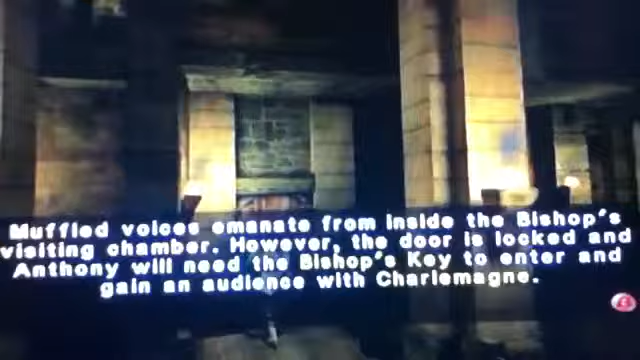 Muffled voices emanate from inside the Bishop's
visiting chamber. However, the door is locked and
Anthony will need the Bishop's Key to enter and
gain an audience with Charlemagne.